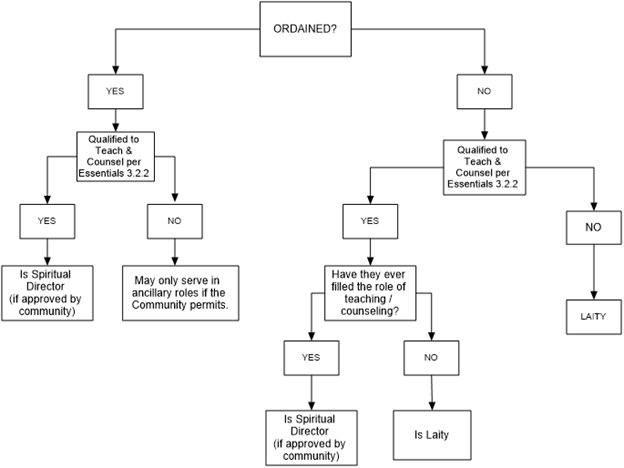 ORDAINED?
YES
NO
Qualified to
Teach &
Counsel per
Essentials 3.2.2
Qualified to
Teach &
Counsel per
Essentials 3.2.2
YES
NO
YES
NO
Is Spiritual
Director
(if approved by
community)
May only serve in
ancillary roles if the
Community permits.
Have they ever
filled the role of
teaching /
counseling?
LAITY
YES
NO
Is Spiritual
Director
(if approved by
community)
Is Laity